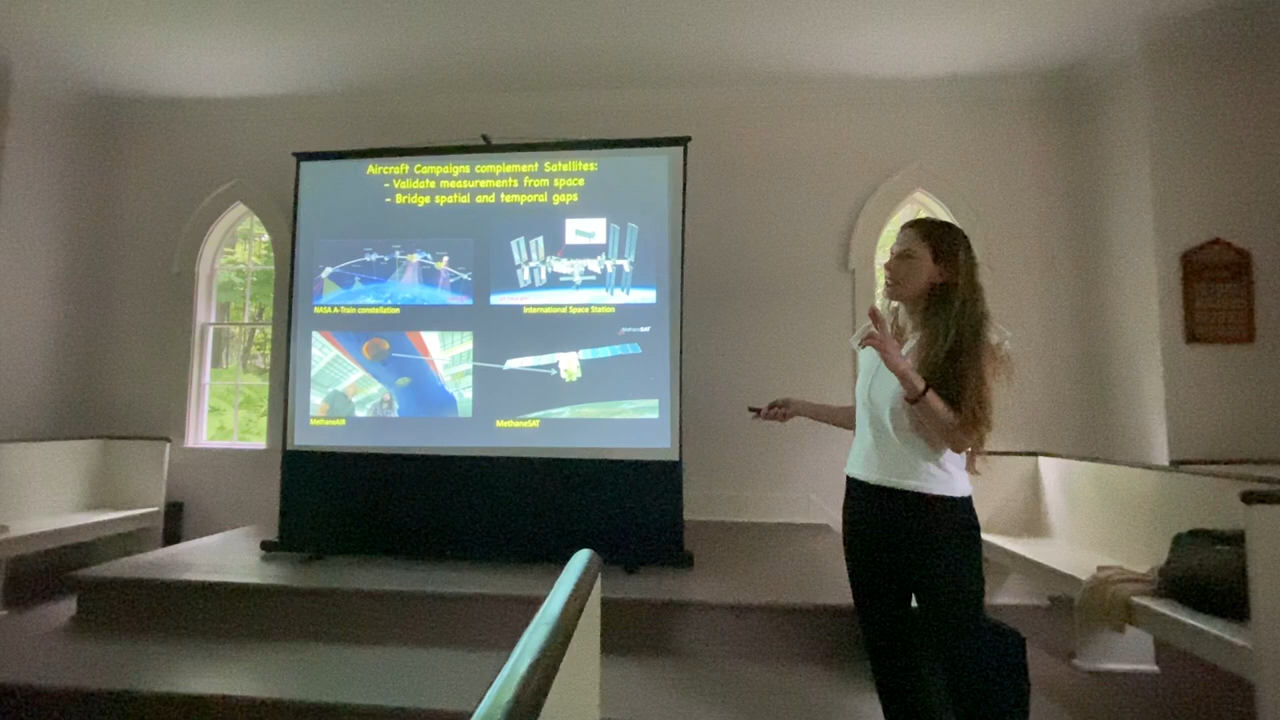 Aircraft Campaigns complement Satellites:
- Validate measurements from space
- Bridge spatial and temporal gaps
NASA A-Train constellation
International Space Station
MethaneSAT
MethaneAIR
MethaneSAT